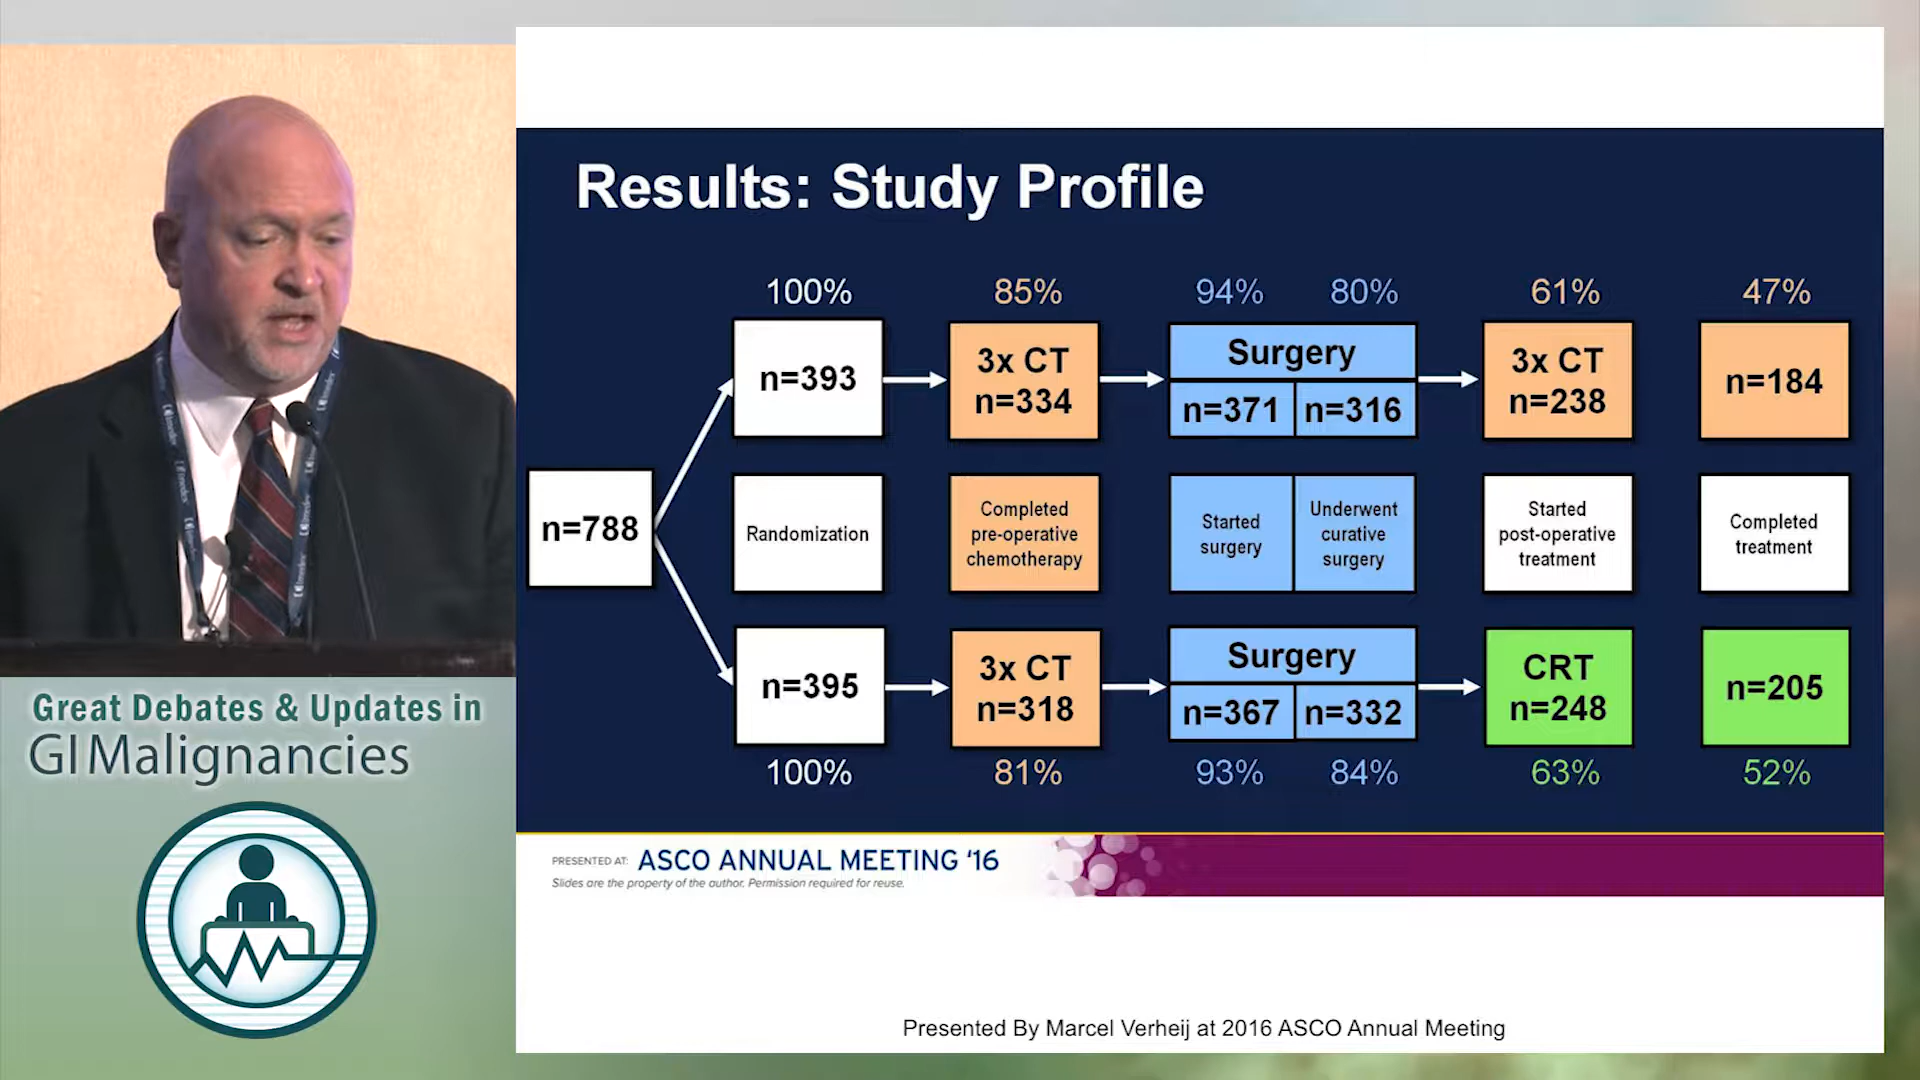 Results: Study Profile
100% 85% 94% 80% 61% 47%
n=393
3x CT
n=334
Surgery
n=371 n=316
3x CT
n=238
n=184
n=788
Randomization
Completed
pre-operative
chemotherapy
Started
surgery
Underwent
curative
surgery
Started
post-operative
treatment
Completed
treatment
n=395
3x CT
n=318
Surgery
n=367 n=332
CRT
n=248
n=205
100% 81% 93% 84% 63% 52%
PRESENTED AT: ASCO ANNUAL MEETING '16
Slides are the property of the author. Permission required for reuse.
Presented By Marcel Verheij at 2016 ASCO Annual Meeting
Great Debates & Updates in
GI Malignancies